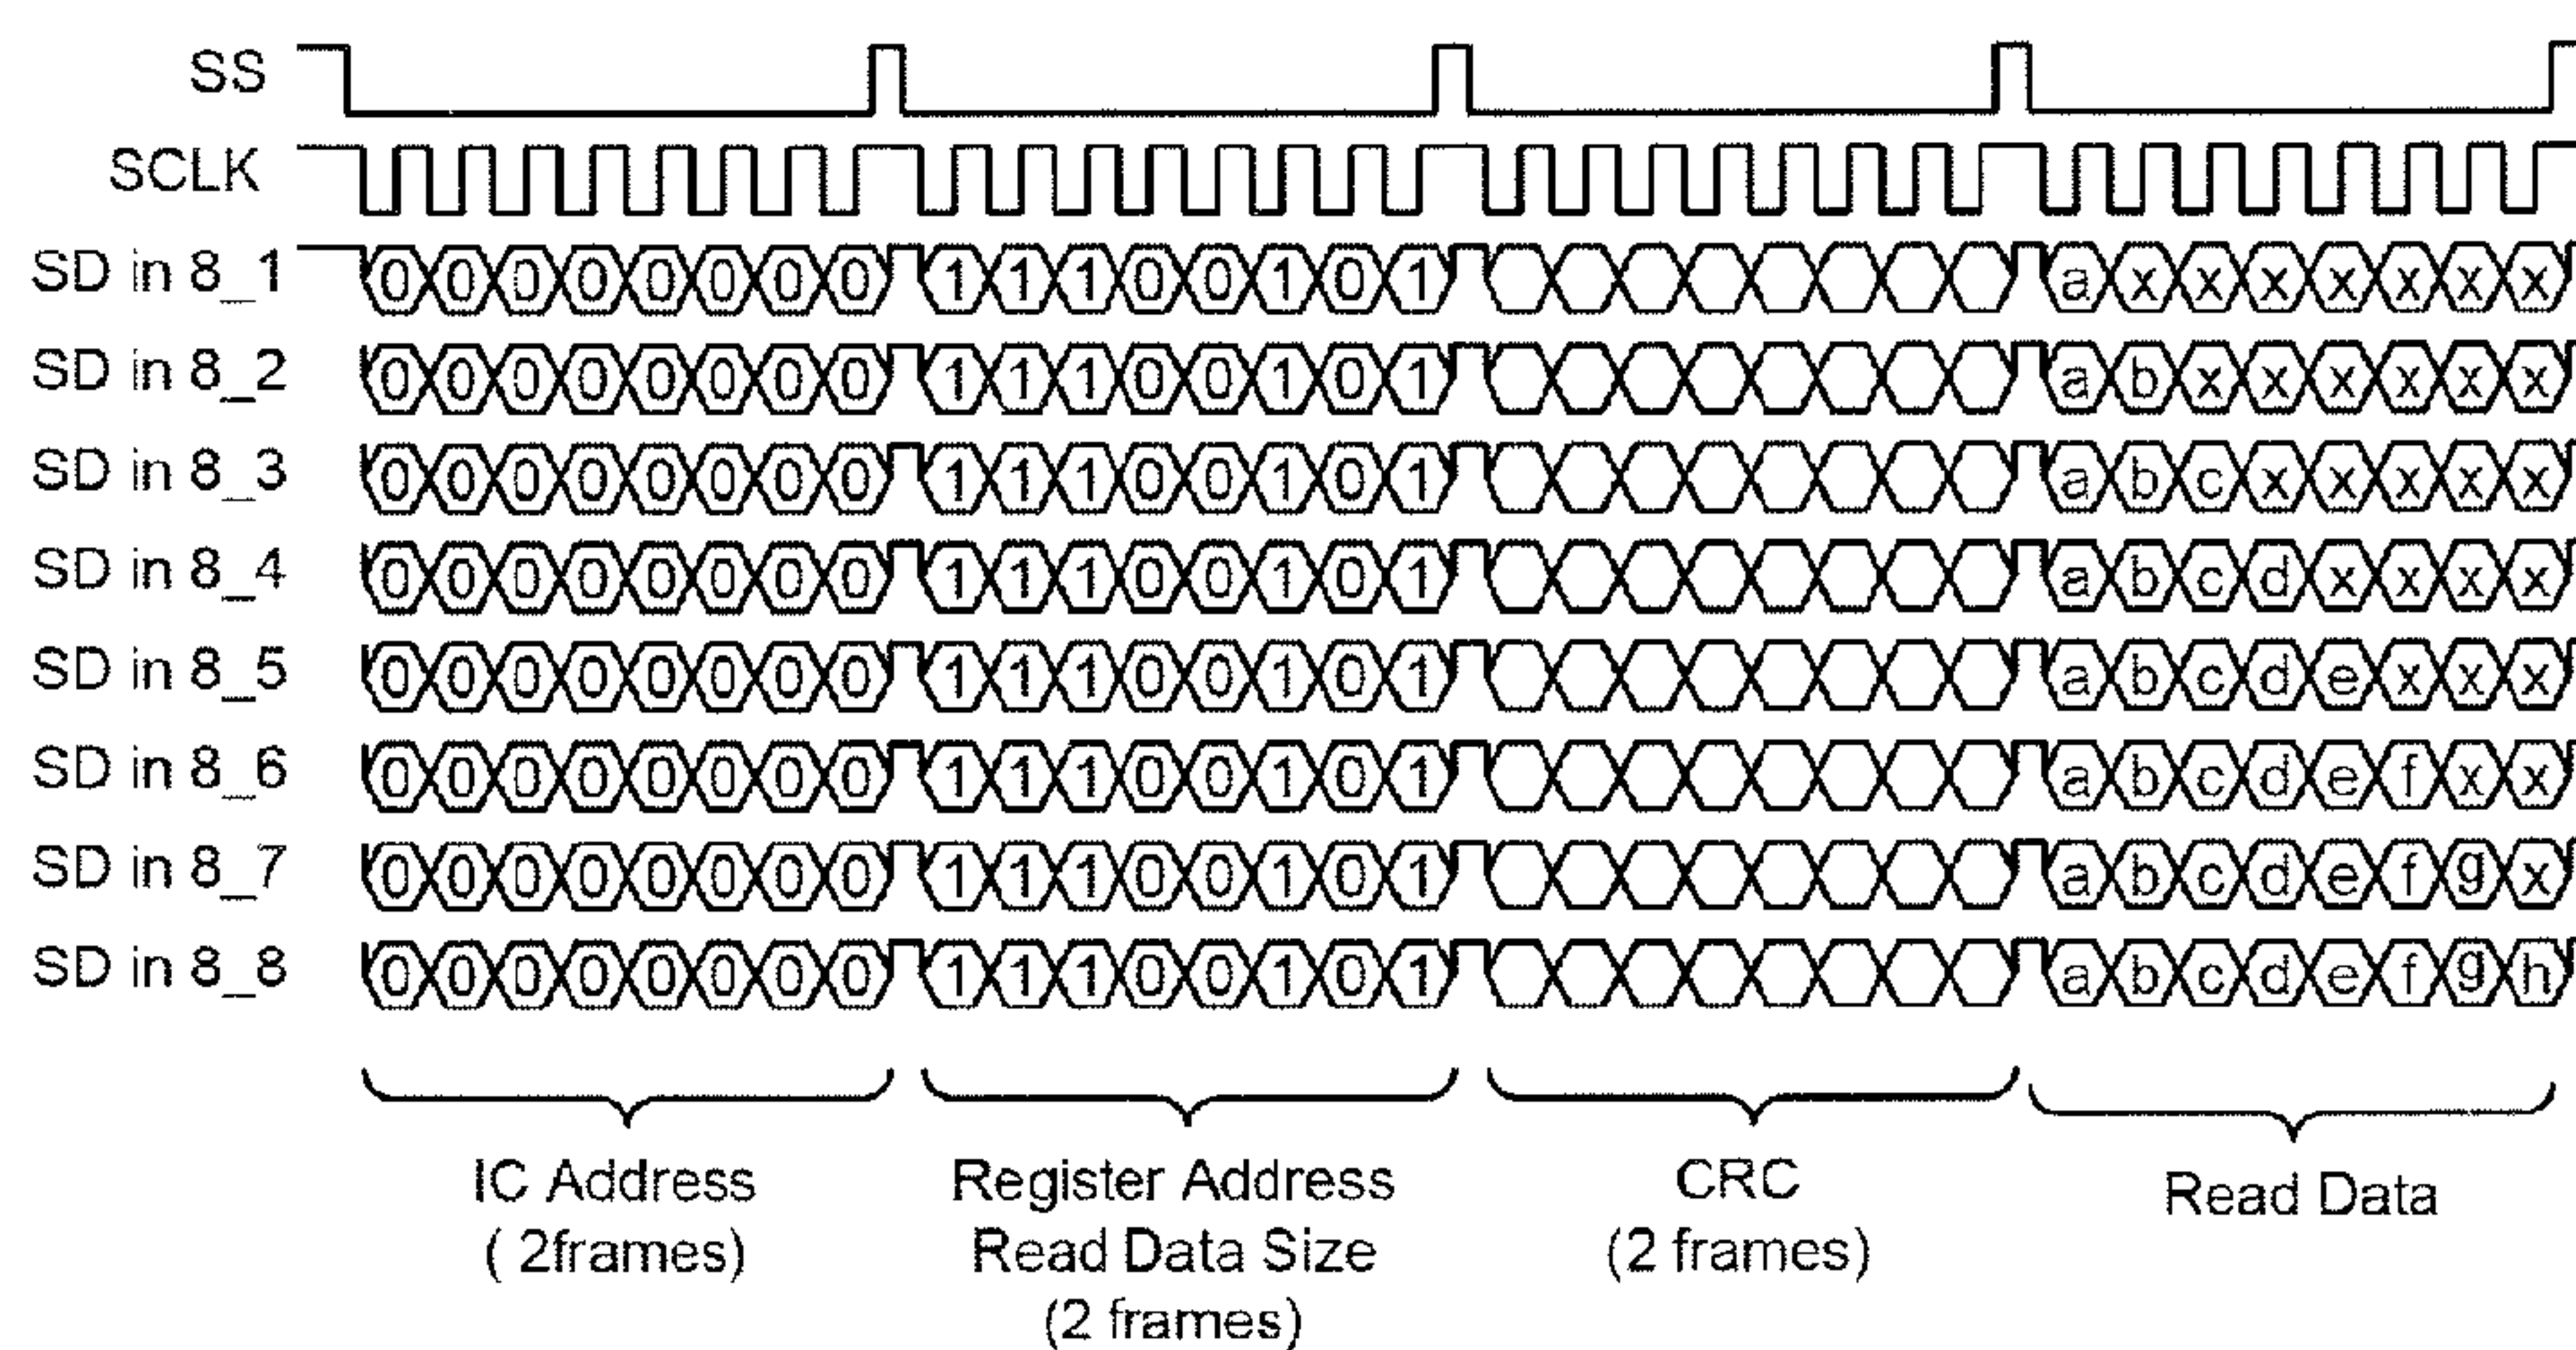 SS
SCLK
SD in 8_1 0 0 0 0 0 0 0 0 1 1 1 0 0 1 0 1 a x x x x x x x
SD in 8_2 0 0 0 0 0 0 0 0 1 1 1 0 0 1 0 1 a b x x x x x x
SD in 8_3 0 0 0 0 0 0 0 0 1 1 1 0 0 1 0 1 a b c x x x x x
SD in 8_4 0 0 0 0 0 0 0 0 1 1 1 0 0 1 0 1 a b c d x x x x
SD in 8_5 0 0 0 0 0 0 0 0 1 1 1 0 0 1 0 1 a b c d e x x x
SD in 8_6 0 0 0 0 0 0 0 0 1 1 1 0 0 1 0 1 a b c d e f x x
SD in 8_7 0 0 0 0 0 0 0 0 1 1 1 0 0 1 0 1 a b c d e f g x
SD in 8_8 0 0 0 0 0 0 0 0 1 1 1 0 0 1 0 1 a b c d e f g h
IC Address
( 2frames)
Register Address
Read Data Size
(2 frames)
CRC
(2 frames)
Read Data